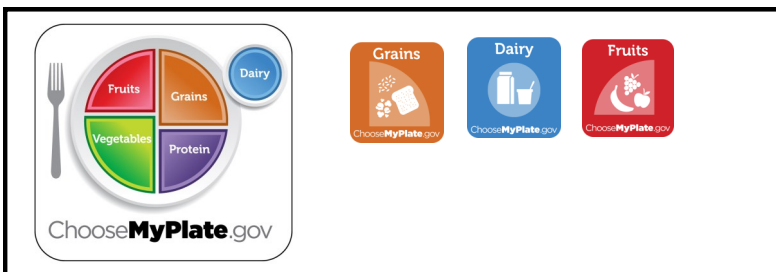 Fruits
Grains
Dairy
Vegetables
Protein
ChooseMyPlate.gov
Grains
ChooseMyPlate.gov
Dairy
ChooseMyPlate.gov
Fruits
ChooseMyPlate.gov